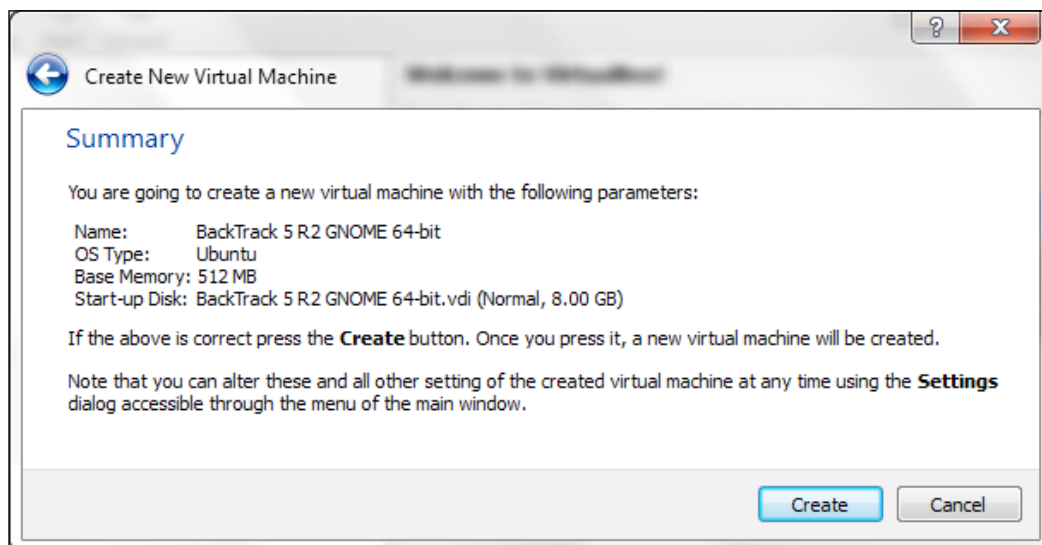 ?
X
Create New Virtual Machine
Welcome to VirtualBox!
Summary
You are going to create a new virtual machine with the following parameters:
Name: BackTrack 5 R2 GNOME 64-bit
OS Type: Ubuntu
Base Memory: 512 MB
Start-up Disk: BackTrack 5 R2 GNOME 64-bit.vdi (Normal, 8.00 GB)
If the above is correct press the Create button. Once you press it, a new virtual machine will be created.
Note that you can alter these and all other setting of the created virtual machine at any time using the Settings
dialog accessible through the menu of the main window.
Create
Cancel